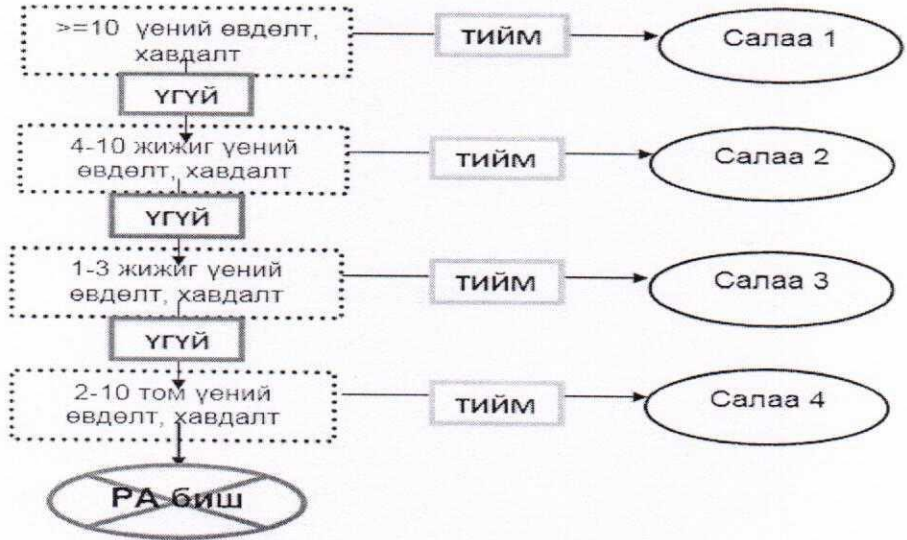 >=10 үений өвдөлт,
хавдалт
ТИЙМ
Салаа 1
ҮГҮЙ
4-10 жижиг үений
өвдөлт, хавдалт
ТИЙМ
Салаа 2
ҮГҮЙ
1-3 жижиг үений
өвдөлт, хавдалт
ТИЙМ
Салаа 3
ҮГҮЙ
2-10 том үений
өвдөлт, хавдалт
ТИЙМ
Салаа 4
РА биш